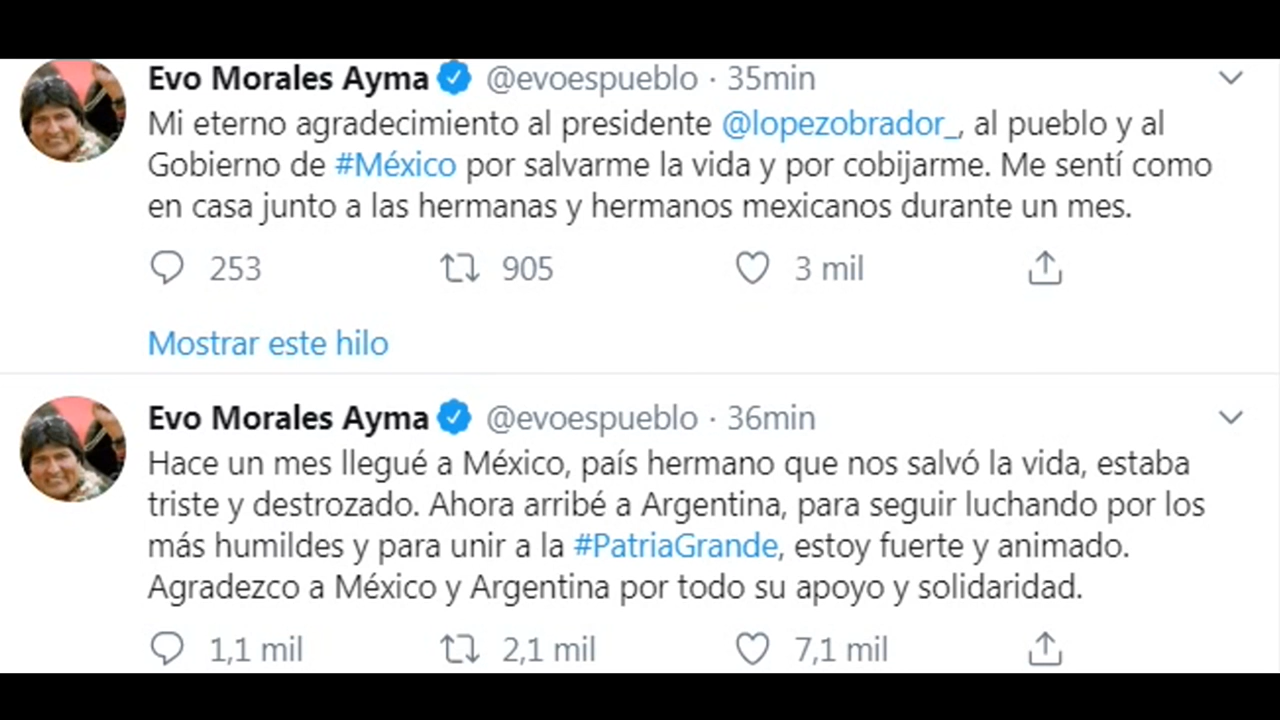 Evo Morales Ayma @evoespueblo · 35min
Mi eterno agradecimiento al presidente @lopezobrador_, al pueblo y al
Gobierno de #México por salvarme la vida y por cobijarme. Me sentí como
en casa junto a las hermanas y hermanos mexicanos durante un mes.
253 905 3 mil
Mostrar este hilo
Evo Morales Ayma @evoespueblo · 36min
Hace un mes llegué a México, país hermano que nos salvó la vida, estaba
triste y destrozado. Ahora arribé a Argentina, para seguir luchando por los
más humildes y para unir a la #PatriaGrande, estoy fuerte y animado.
Agradezco a México y Argentina por todo su apoyo y solidaridad.
1,1 mil 2,1 mil 7,1 mil